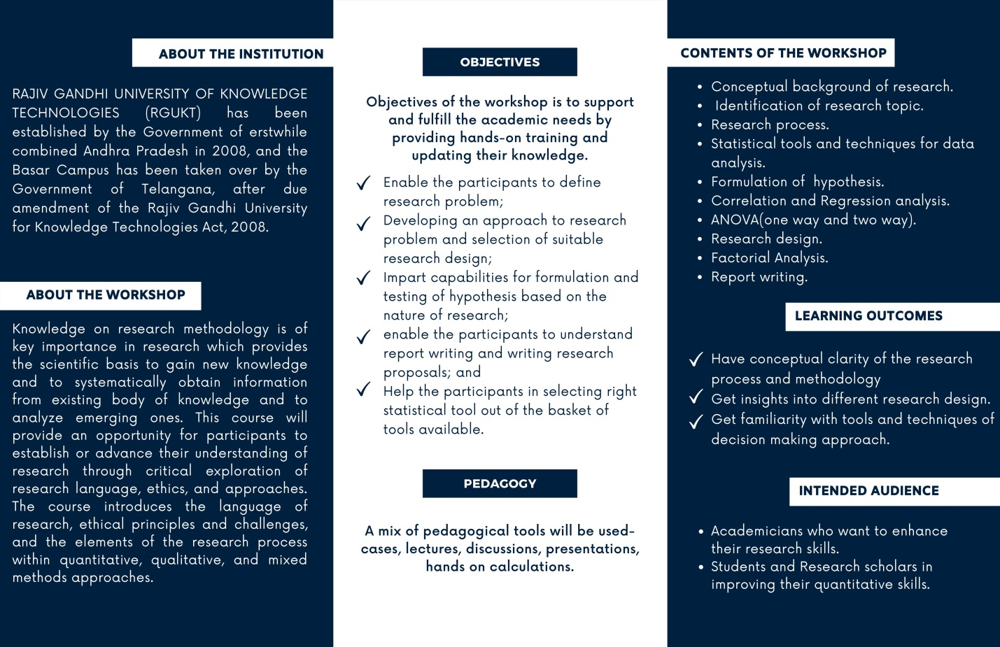 ABOUT THE INSTITUTION
RAJIV GANDHI UNIVERSITY OF KNOWLEDGE
TECHNOLOGIES (RGUKT) has been
established by the Government of erstwhile
combined Andhra Pradesh in 2008, and the
Basar Campus has been taken over by the
Government of Telangana, after due
amendment of the Rajiv Gandhi University
for Knowledge Technologies Act, 2008.
ABOUT THE WORKSHOP
Knowledge on research methodology is of
key importance in research which provides
the scientific basis to gain new knowledge
and to systematically obtain information
from existing body of knowledge and to
analyze emerging ones. This course will
provide an opportunity for participants to
establish or advance their understanding of
research through critical exploration of
research language, ethics, and approaches.
The course introduces the language of
research, ethical principles and challenges,
and the elements of the research process
within quantitative, qualitative, and mixed
methods approaches.
OBJECTIVES
Objectives of the workshop is to support
and fulfill the academic needs by
providing hands-on training and
updating their knowledge.
✓ Enable the participants to define
research problem;
✓ Developing an approach to research
problem and selection of suitable
research design;
✓ Impart capabilities for formulation and
testing of hypothesis based on the
nature of research;
✓ enable the participants to understand
report writing and writing research
proposals; and
✓ Help the participants in selecting right
statistical tool out of the basket of
tools available.
PEDAGOGY
A mix of pedagogical tools will be used-
cases, lectures, discussions, presentations,
hands on calculations.
CONTENTS OF THE WORKSHOP
• Conceptual background of research.
• Identification of research topic.
• Research process.
• Statistical tools and techniques for data
analysis.
• Formulation of hypothesis.
• Correlation and Regression analysis.
• ANOVA(one way and two way).
• Research design.
• Factorial Analysis.
• Report writing.
LEARNING OUTCOMES
✓ Have conceptual clarity of the research
process and methodology
✓ Get insights into different research design.
✓ Get familiarity with tools and techniques of
decision making approach.
INTENDED AUDIENCE
• Academicians who want to enhance
their research skills.
• Students and Research scholars in
improving their quantitative skills.